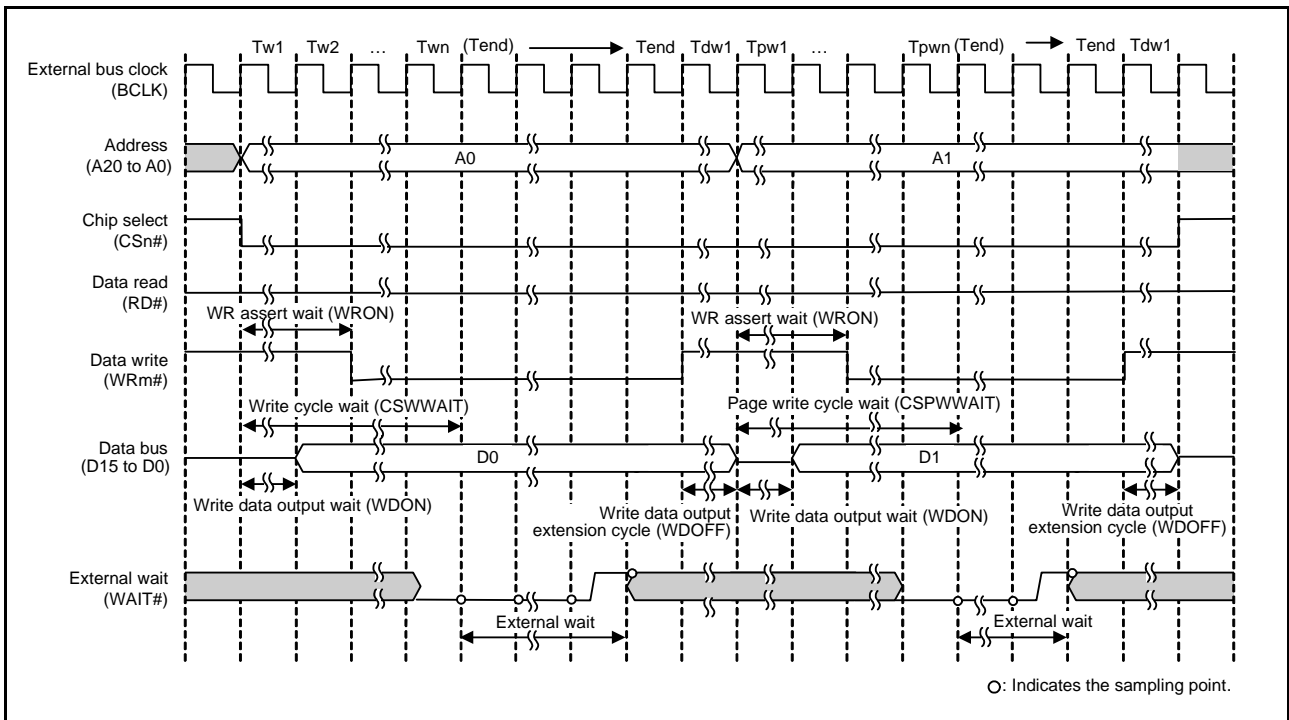 Tw1 Tw2 … Twn (Tend) Tend Tdw1 Tpw1 … Tpwn (Tend) Tend Tdw1
External bus clock
(BCLK)
Address
(A20 to A0)
A0 A1
Chip select
(CSn#)
Data read
(RD#)
WR assert wait (WRON) WR assert wait (WRON)
Data write
(WRm#)
Write cycle wait (CSWWAIT) Page write cycle wait (CSPWWAIT)
Data bus
(D15 to D0)
D0 D1
Write data output wait (WDON) Write data output
extension cycle (WDOFF) Write data output wait (WDON) Write data output
extension cycle (WDOFF)
External wait
(WAIT#)
External wait External wait
: Indicates the sampling point.